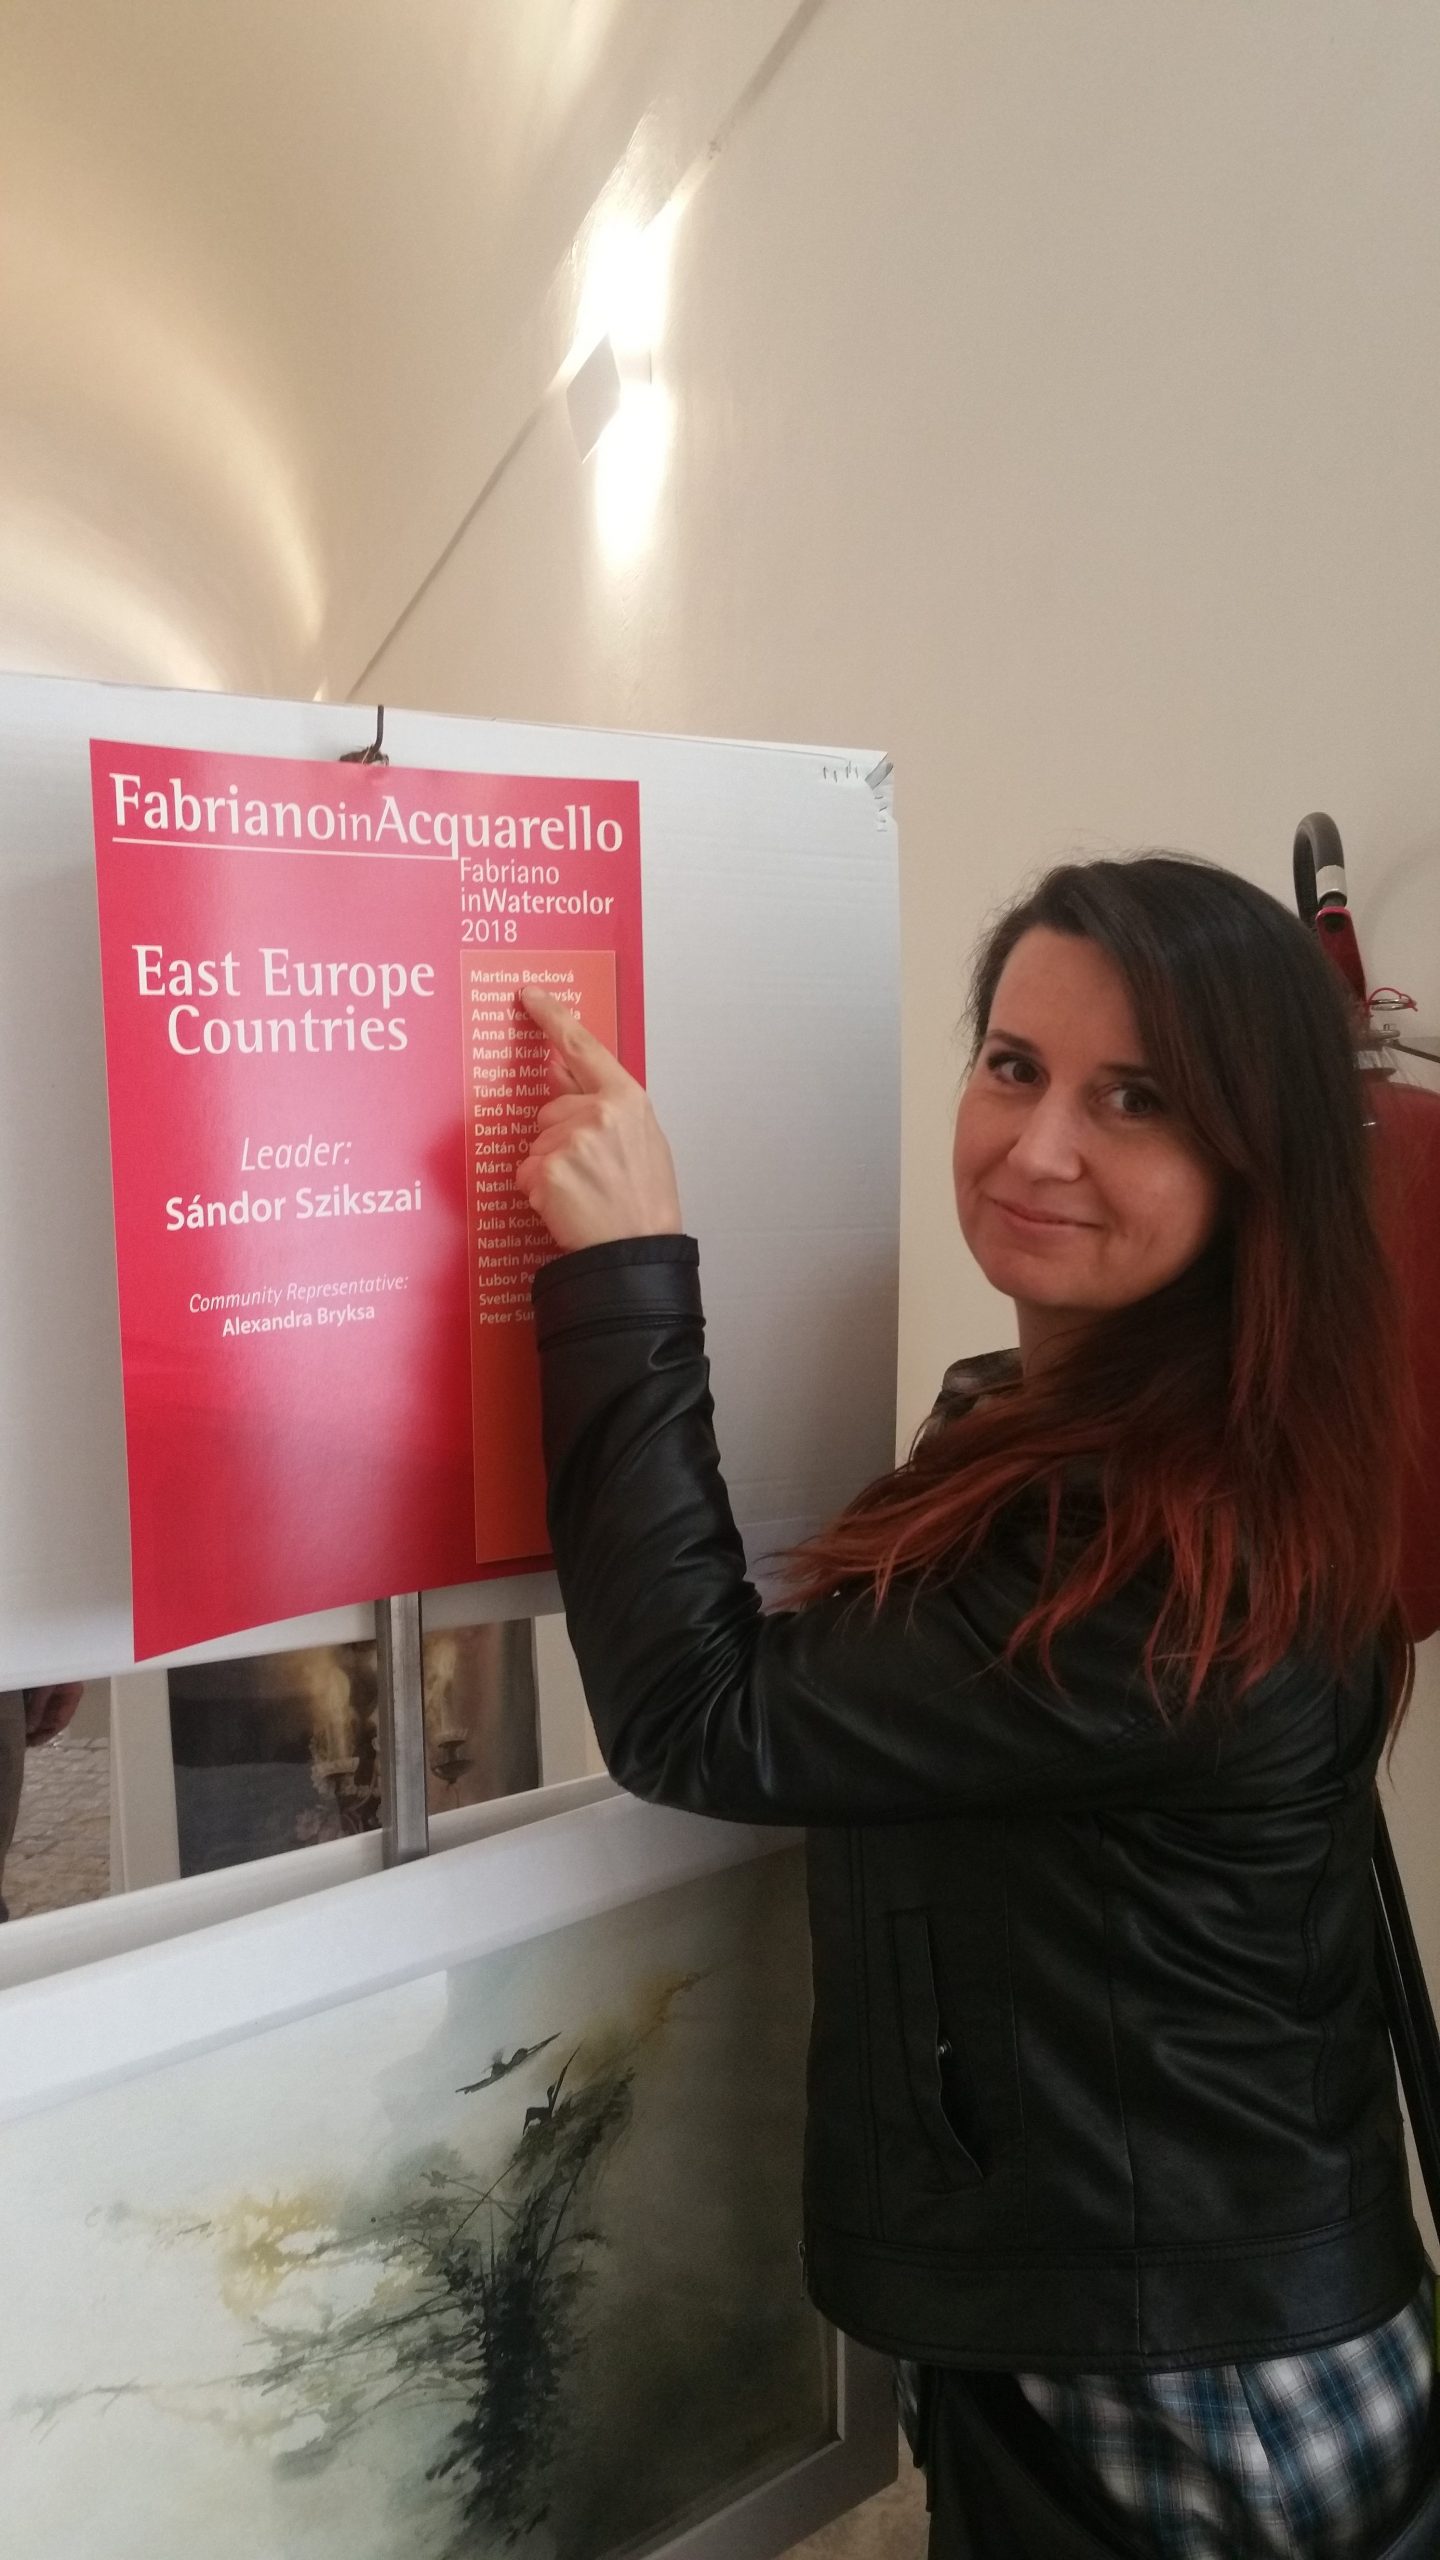 FabrianoinAcquarello
Fabriano
inWatercolor
2018
East Europe
Countries
Leader:
Sándor Szikszai
Community Representative:
Alexandra Bryksa
Martina Becková
Roman
Anna
Anna
Mandi Király
Regina
Tünde Mulik
Ernő Nagy
Daria
Zoltán
Márta
Natalia
Iveta
Julia
Natalia
Martin
Lubov
Svetlana
Peter